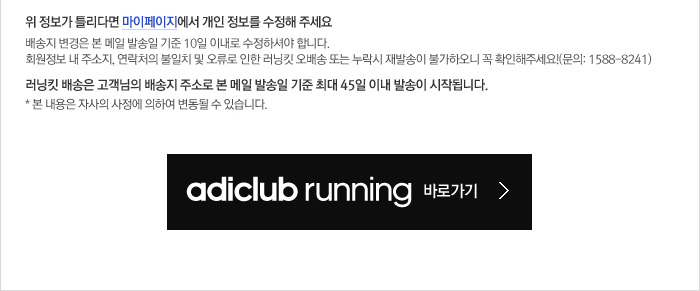 위 정보가 틀리다면 마이페이지에서 개인 정보를 수정해 주세요
배송지 변경은 본 메일 발송일 기준 10일 이내로 수정하셔야 합니다.
회원정보 내 주소지, 연락처의 불일치 및 오류로 인한 러닝킷 오배송 또는 누락시 재발송이 불가하오니 꼭 확인해주세요!(문의: 1588-8241)
러닝킷 배송은 고객님의 배송지 주소로 본 메일 발송일 기준 최대 45일 이내 발송이 시작됩니다.
* 본 내용은 자사의 사정에 의하여 변동될 수 있습니다.
adiclub running 바로가기 >